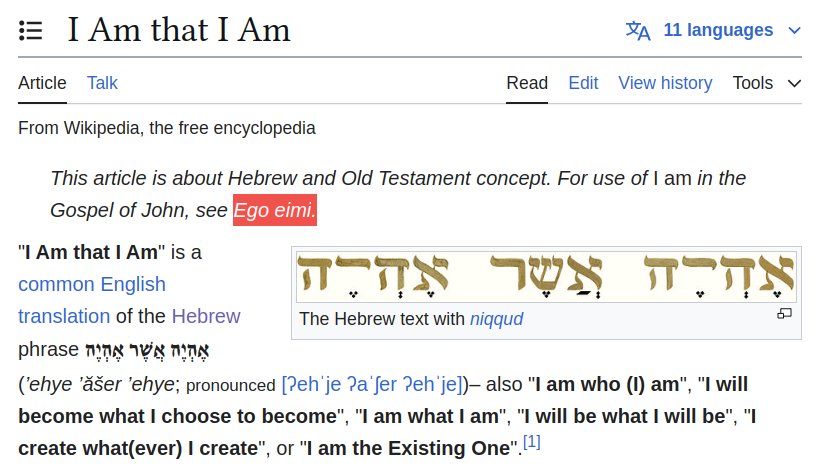 I Am that I Am
11 languages
Article Talk Read Edit View history Tools
From Wikipedia, the free encyclopedia
This article is about Hebrew and Old Testament concept. For use of I am in the
Gospel of John, see Ego eimi.
"I Am that I Am" is a
common English
translation of the Hebrew
phrase אֶהְיֶה אֲשֶׁר אֶהְיֶה
אֶהְיֶה אֲשֶׁר אֶהְיֶה
The Hebrew text with niqqud
(’ehye ’ăšer ’ehye; pronounced [ʔehˈje ʔaˈʃer ʔehˈje])– also "I am who (I) am", "I will
become what I choose to become", "I am what I am", "I will be what I will be", "I
create what(ever) I create", or "I am the Existing One".[1]